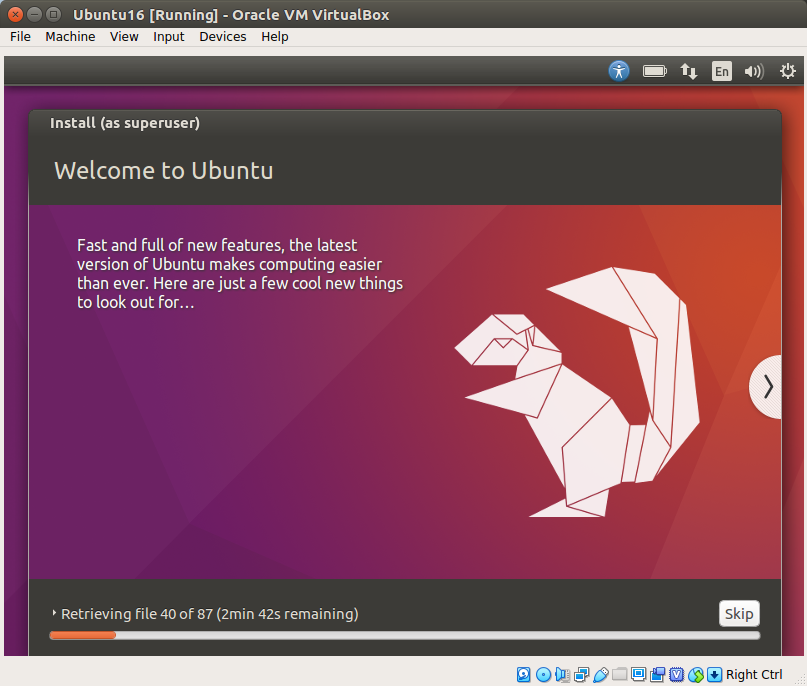 Ubuntu16 [Running] - Oracle VM VirtualBox
File Machine View Input Devices Help
En
Install (as superuser)
Welcome to Ubuntu
Fast and full of new features, the latest
version of Ubuntu makes computing easier
than ever. Here are just a few cool new things
to look out for…
Retrieving file 40 of 87 (2min 42s remaining)
Skip
V
Right Ctrl